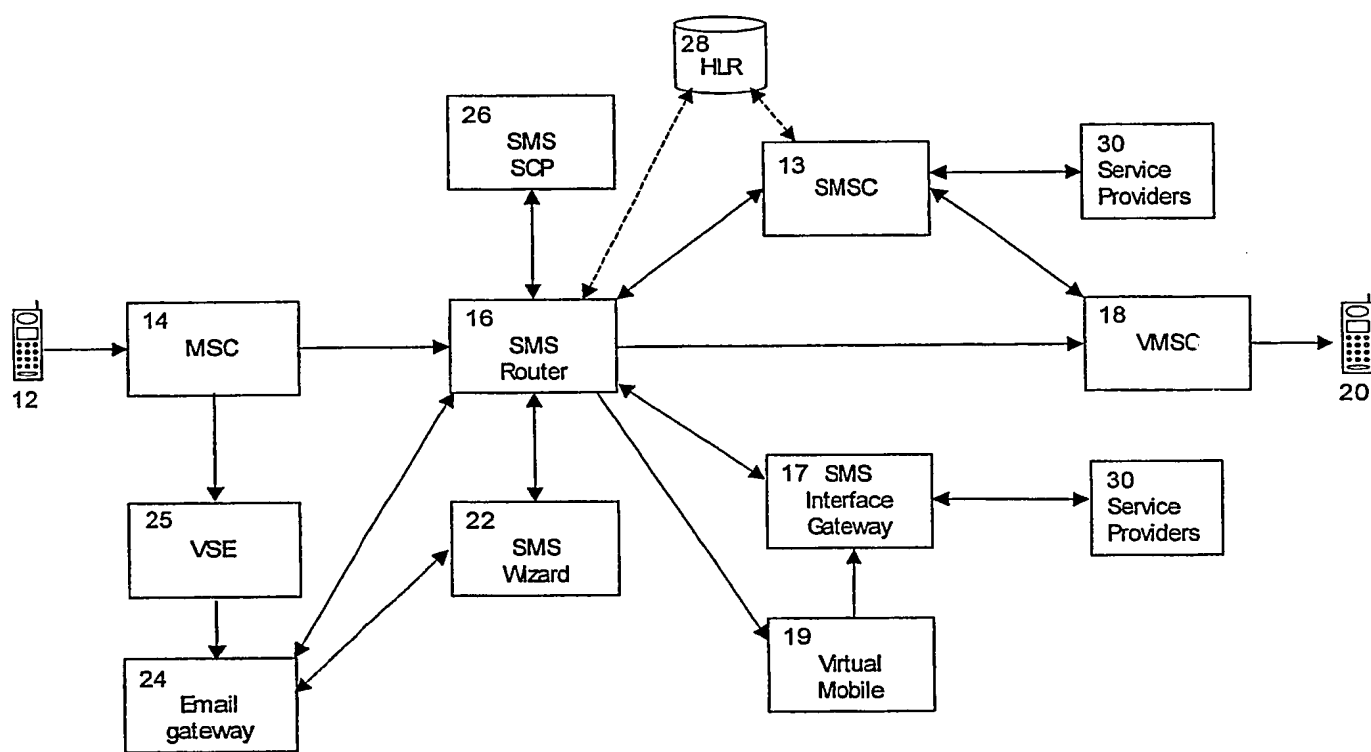 28
HLR
26
SMS
SCP
13
SMSC
30
Service
Providers
14
MSC
16
SMS
Router
18
VMSC
12
20
25
VSE
22
SMS
Wizard
17 SMS
Interface
Gateway
30
Service
Providers
24
Email
gateway
19
Virtual
Mobile